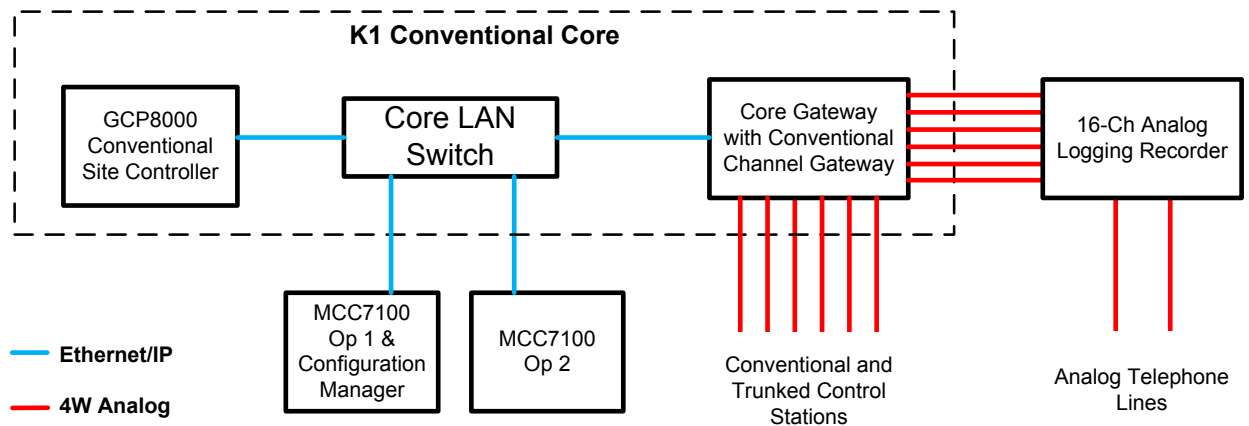 K1 Conventional Core
GCP8000
Conventional
Site Controller
Core LAN
Switch
Core Gateway
with Conventional
Channel Gateway
16-Ch Analog
Logging Recorder
MCC7100
Op 1 &
Configuration
Manager
MCC7100
Op 2
Conventional and
Trunked Control
Stations
Analog Telephone
Lines
Ethernet/IP
4W Analog